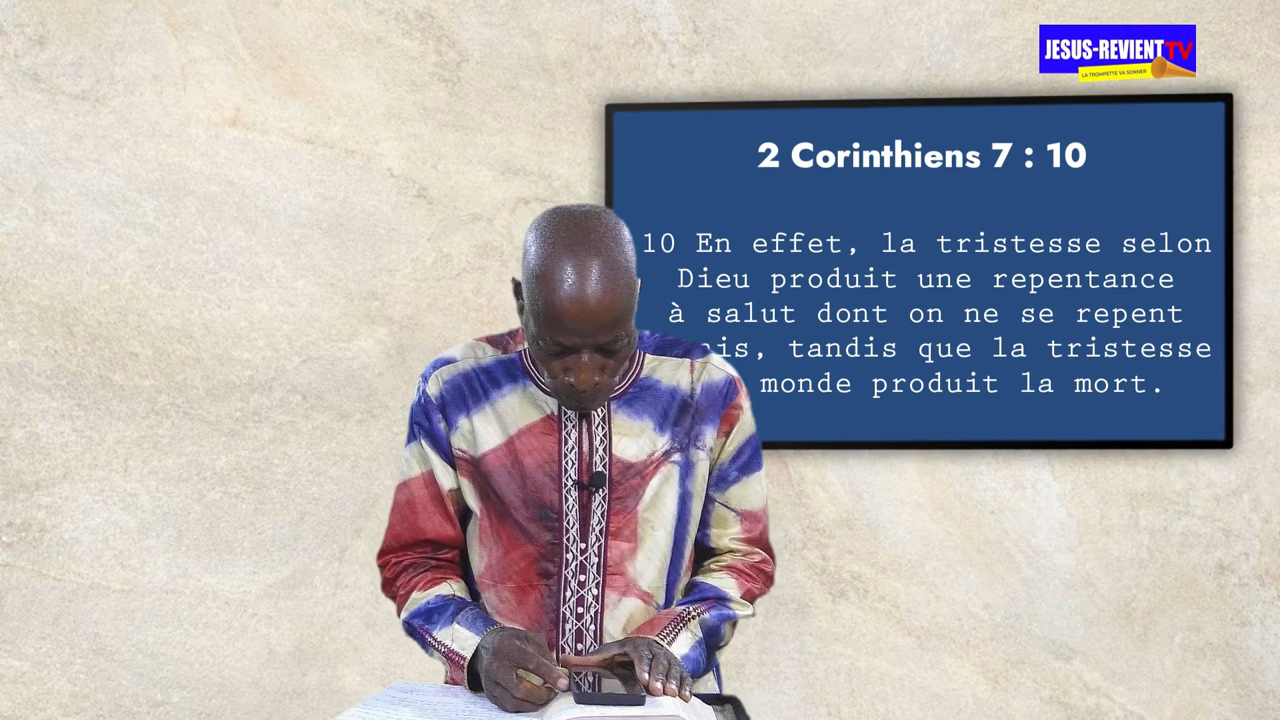 JESUS-REVIENT TV
LA TROMPETTE VA SONNER
2 Corinthiens 7 : 10
10 En effet, la tristesse selon
Dieu produit une repentance
à salut dont on ne se repent
tandis que la tristesse
monde produit la mort.